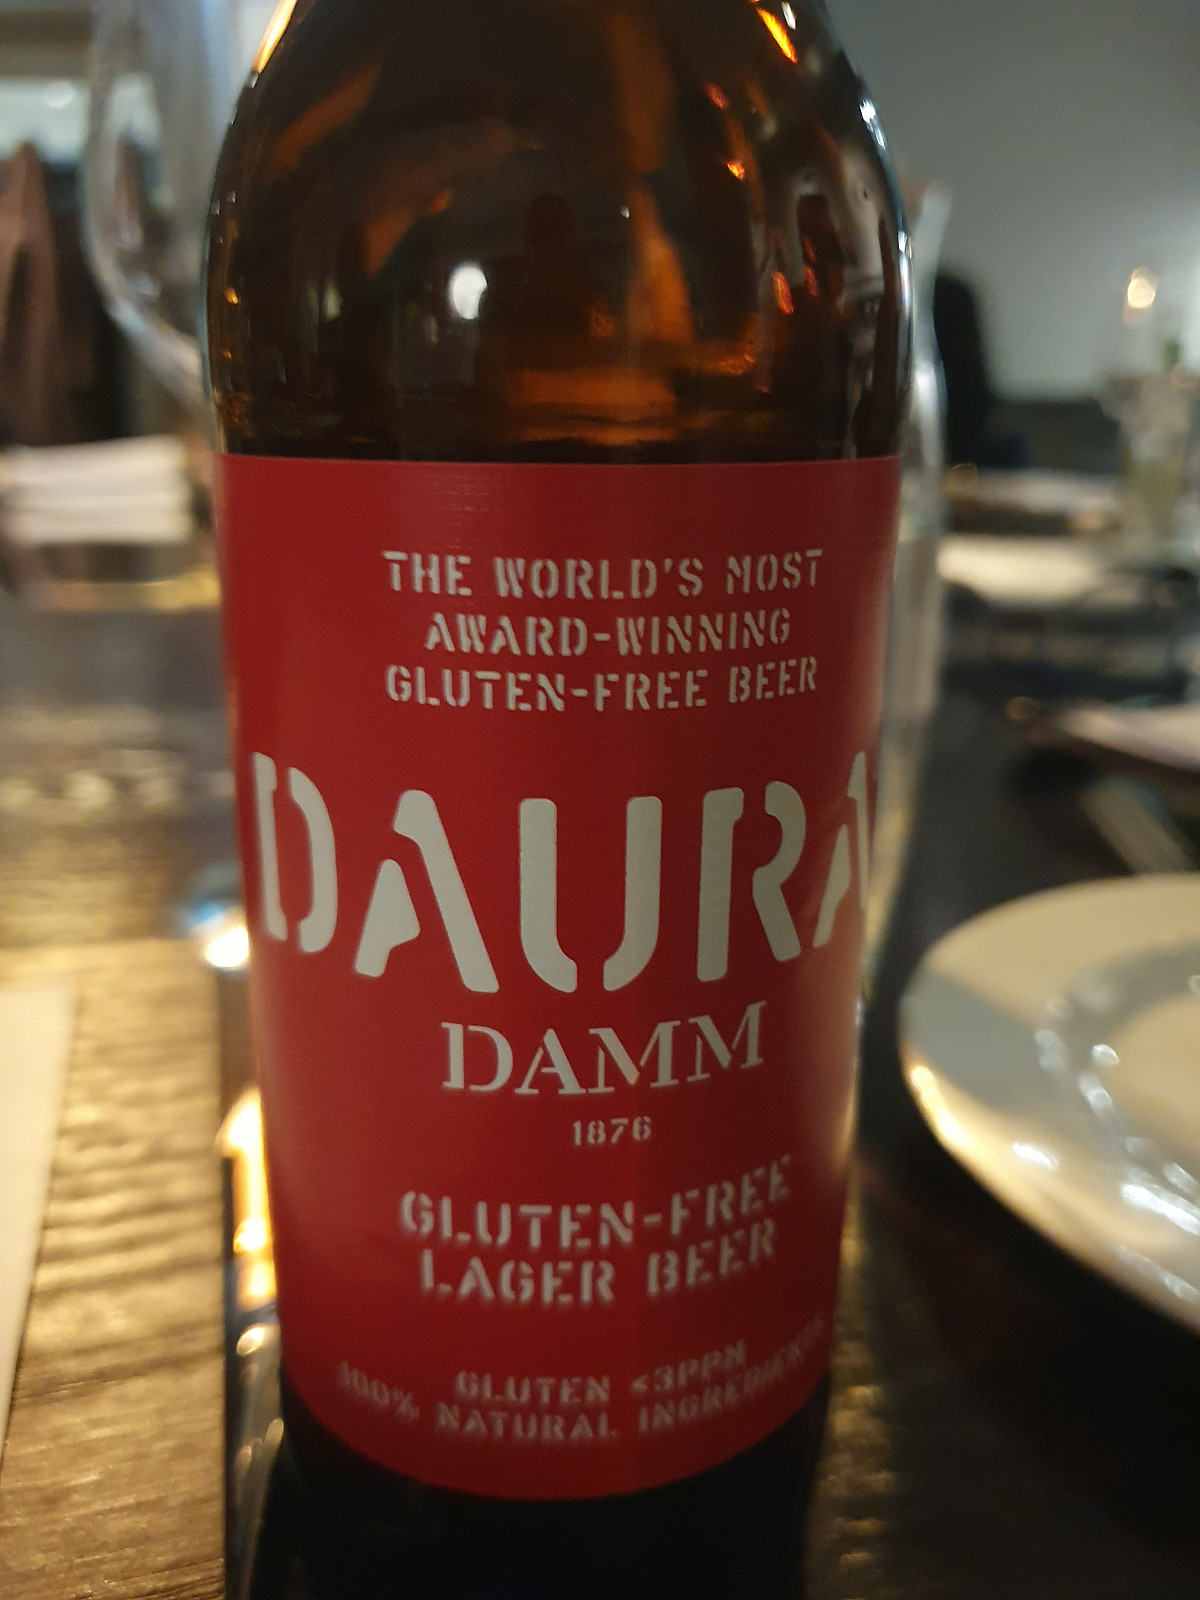 THE WORLD'S MOST
AWARD-WINNING
GLUTEN-FREE BEER
DAURA
DAMM
1876
GLUTEN-FREE
LAGER BEER
GLUTEN <3PPM
100% NATURAL INGREDIENTS